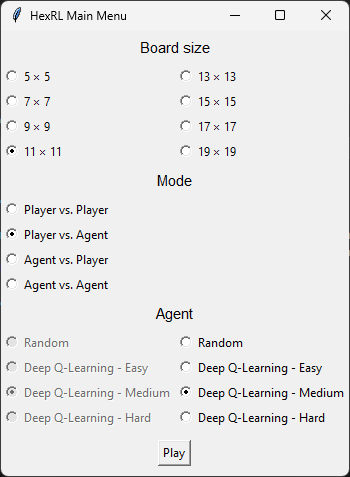 HexRL Main Menu
Board size
5 × 5 13 × 13
7 × 7 15 × 15
9 × 9 17 × 17
11 × 11 19 × 19
Mode
Player vs. Player
Player vs. Agent
Agent vs. Player
Agent vs. Agent
Agent
Random Random
Deep Q-Learning - Easy Deep Q-Learning - Easy
Deep Q-Learning - Medium Deep Q-Learning - Medium
Deep Q-Learning - Hard Deep Q-Learning - Hard
Play